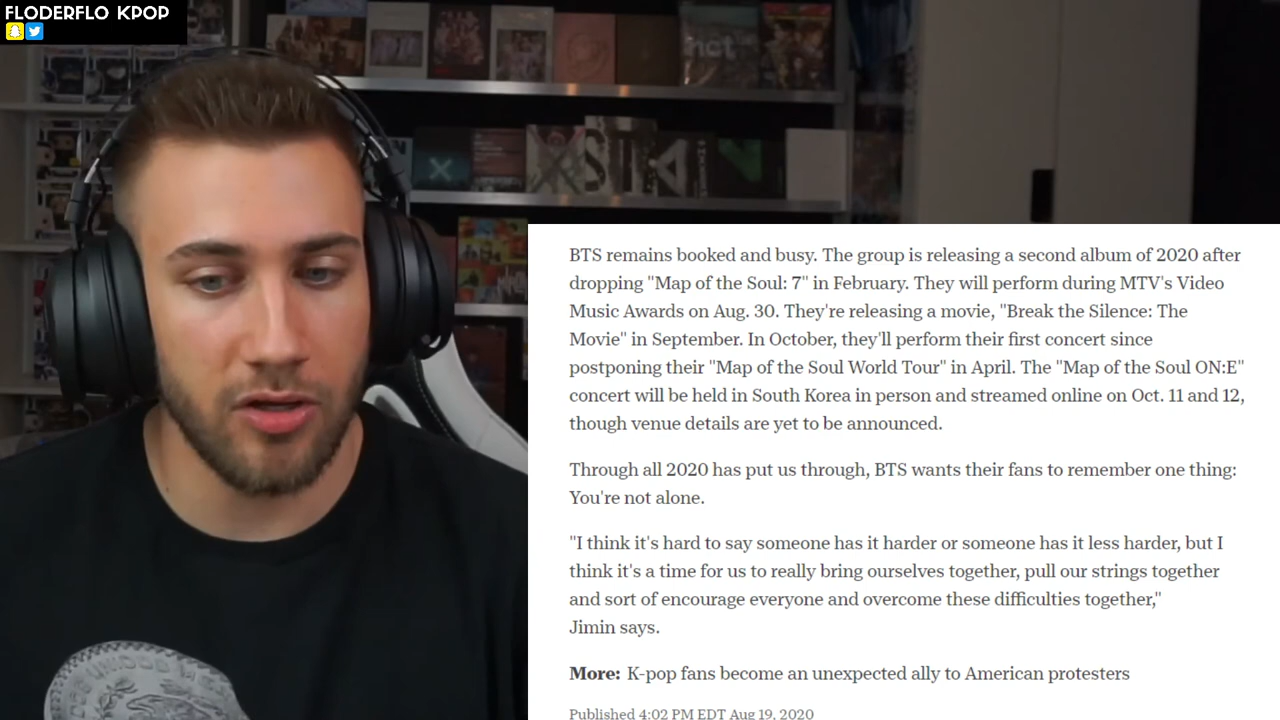 FLODERFLO KPOP
nct
BTS remains booked and busy. The group is releasing a second album of 2020 after
dropping "Map of the Soul: 7" in February. They will perform during MTV's Video
Music Awards on Aug. 30. They're releasing a movie, "Break the Silence: The
Movie" in September. In October, they'll perform their first concert since
postponing their "Map of the Soul World Tour" in April. The "Map of the Soul ON:E"
concert will be held in South Korea in person and streamed online on Oct. 11 and 12,
though venue details are yet to be announced.
Through all 2020 has put us through, BTS wants their fans to remember one thing:
You're not alone.
"I think it's hard to say someone has it harder or someone has it less harder, but I
think it's a time for us to really bring ourselves together, pull our strings together
and sort of encourage everyone and overcome these difficulties together,"
Jimin says.
More: K-pop fans become an unexpected ally to American protesters
Published 4:02 PM EDT Aug 19, 2020